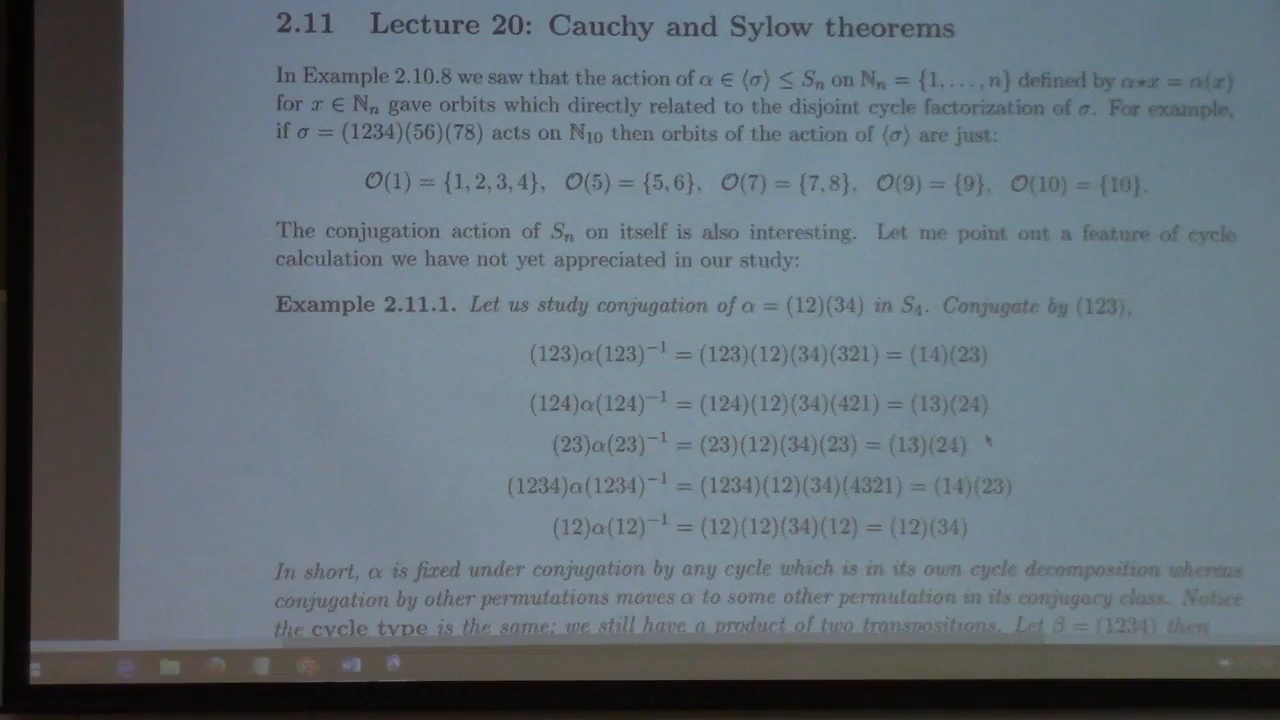 2.11 Lecture 20: Cauchy and Sylow theorems
In Example 2.10.8 we saw that the action of α ∈ ⟨σ⟩ ≤ Sₙ on ℕₙ = {1, . . . , n} defined by α⋆x = α(x)
for x ∈ ℕₙ gave orbits which directly related to the disjoint cycle factorization of σ. For example,
if σ = (1234)(56)(78) acts on ℕ₁₀ then orbits of the action of ⟨σ⟩ are just:
𝒪(1) = {1, 2, 3, 4}, 𝒪(5) = {5, 6}, 𝒪(7) = {7, 8}, 𝒪(9) = {9}, 𝒪(10) = {10}.
The conjugation action of Sₙ on itself is also interesting. Let me point out a feature of cycle
calculation we have not yet appreciated in our study:
Example 2.11.1. Let us study conjugation of α = (12)(34) in S₄. Conjugate by (123),
(123)α(123)⁻¹ = (123)(12)(34)(321) = (14)(23)
(124)α(124)⁻¹ = (124)(12)(34)(421) = (13)(24)
(23)α(23)⁻¹ = (23)(12)(34)(23) = (13)(24)
(1234)α(1234)⁻¹ = (1234)(12)(34)(4321) = (14)(23)
(12)α(12)⁻¹ = (12)(12)(34)(12) = (12)(34)
In short, α is fixed under conjugation by any cycle which is in its own cycle decomposition whereas
conjugation by other permutations moves α to some other permutation in its conjugacy class. Notice
the cycle type is the same; we still have a product of two transpositions. Let β = (1234) then